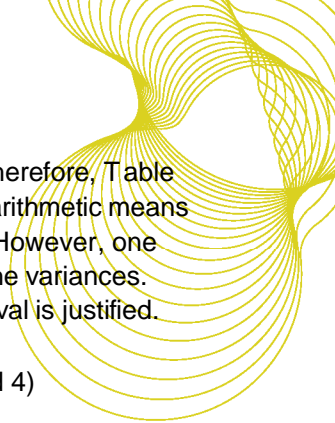 herefore, Table
arithmetic means
However, one
he variances.
val is justified.
l 4)